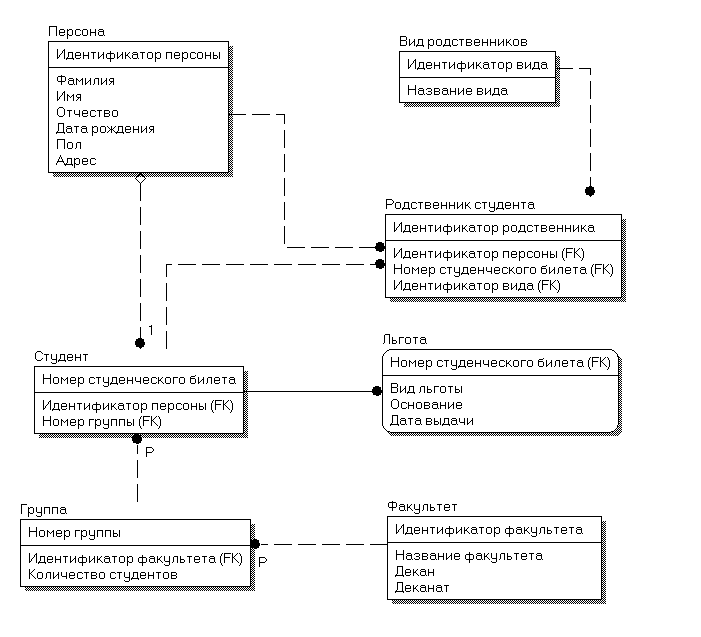 Персона
Идентификатор персоны
Фамилия
Имя
Отчество
Дата рождения
Пол
Адрес
Вид родственников
Идентификатор вида
Название вида
Родственник студента
Идентификатор родственника
Идентификатор персоны (FK)
Номер студенческого билета (FK)
Идентификатор вида (FK)
1
Студент
Номер студенческого билета
Идентификатор персоны (FK)
Номер группы (FK)
Льгота
Номер студенческого билета (FK)
Вид льготы
Основание
Дата выдачи
P
Группа
Номер группы
Идентификатор факультета (FK)
Количество студентов
P
Факультет
Идентификатор факультета
Название факультета
Декан
Деканат